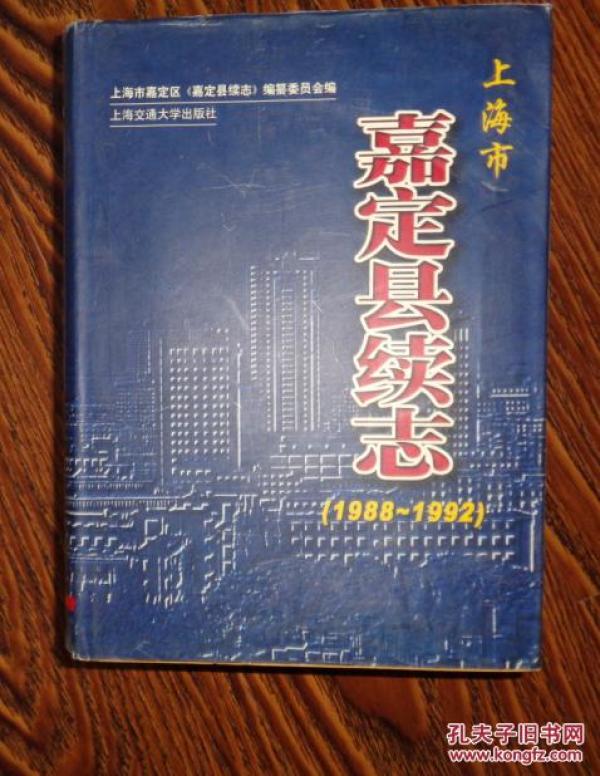 上海市嘉定区《嘉定县续志》编纂委员会编
上海交通大学出版社
上海市
嘉定县续志
(1988~1992)
孔夫子旧书网
www.kongfz.com